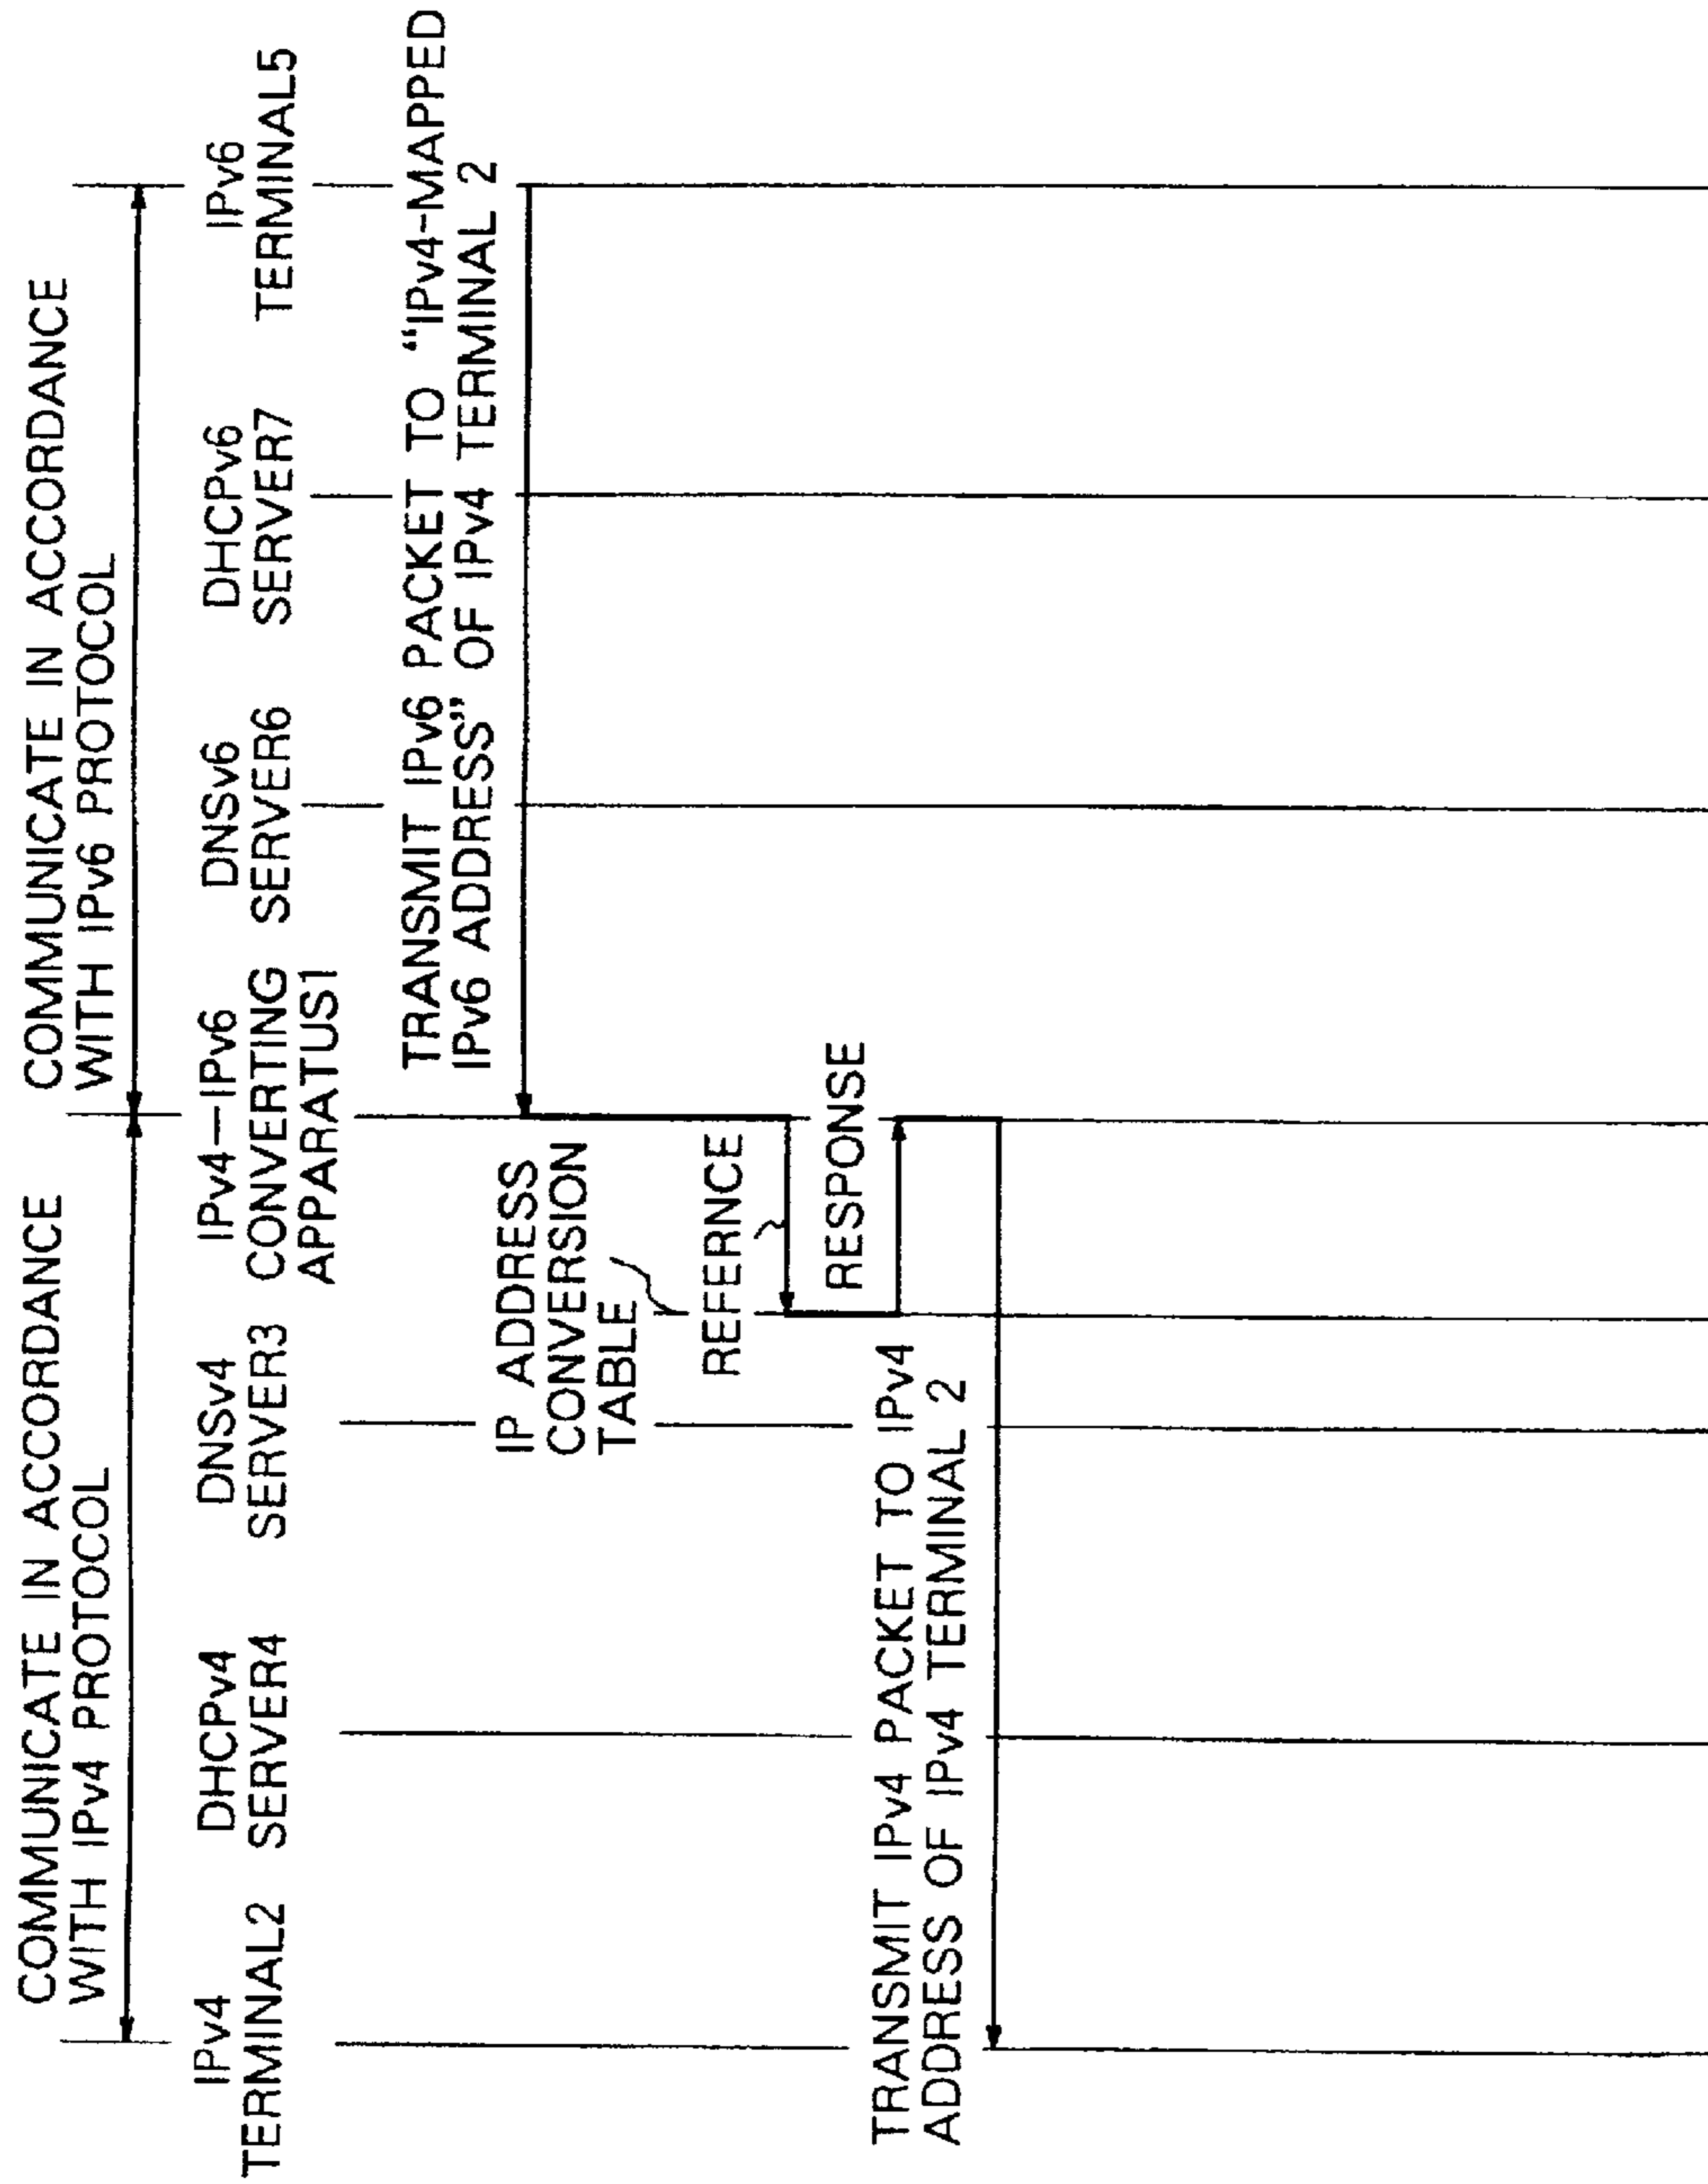 COMMUNICATE IN ACCORDANCE
WITH IPv4 PROTOCOL
COMMUNICATE IN ACCORDANCE
WITH IPv6 PROTOCOL
IPv4
TERMINAL2
DHCPv4
SERVER4
DNSv4
SERVER3
IPv4—IPv6
CONVERTING
APPARATUS1
DNSv6
SERVER6
DHCPv6
SERVER7
IPv6
TERMINAL5
TRANSMIT IPv6 PACKET TO “IPv4-MAPPED
IPv6 ADDRESS” OF IPv4 TERMINAL 2
IP ADDRESS
CONVERSION
TABLE
REFERNCE
RESPONSE
TRANSMIT IPv4 PACKET TO IPv4
ADDRESS OF IPv4 TERMINAL 2